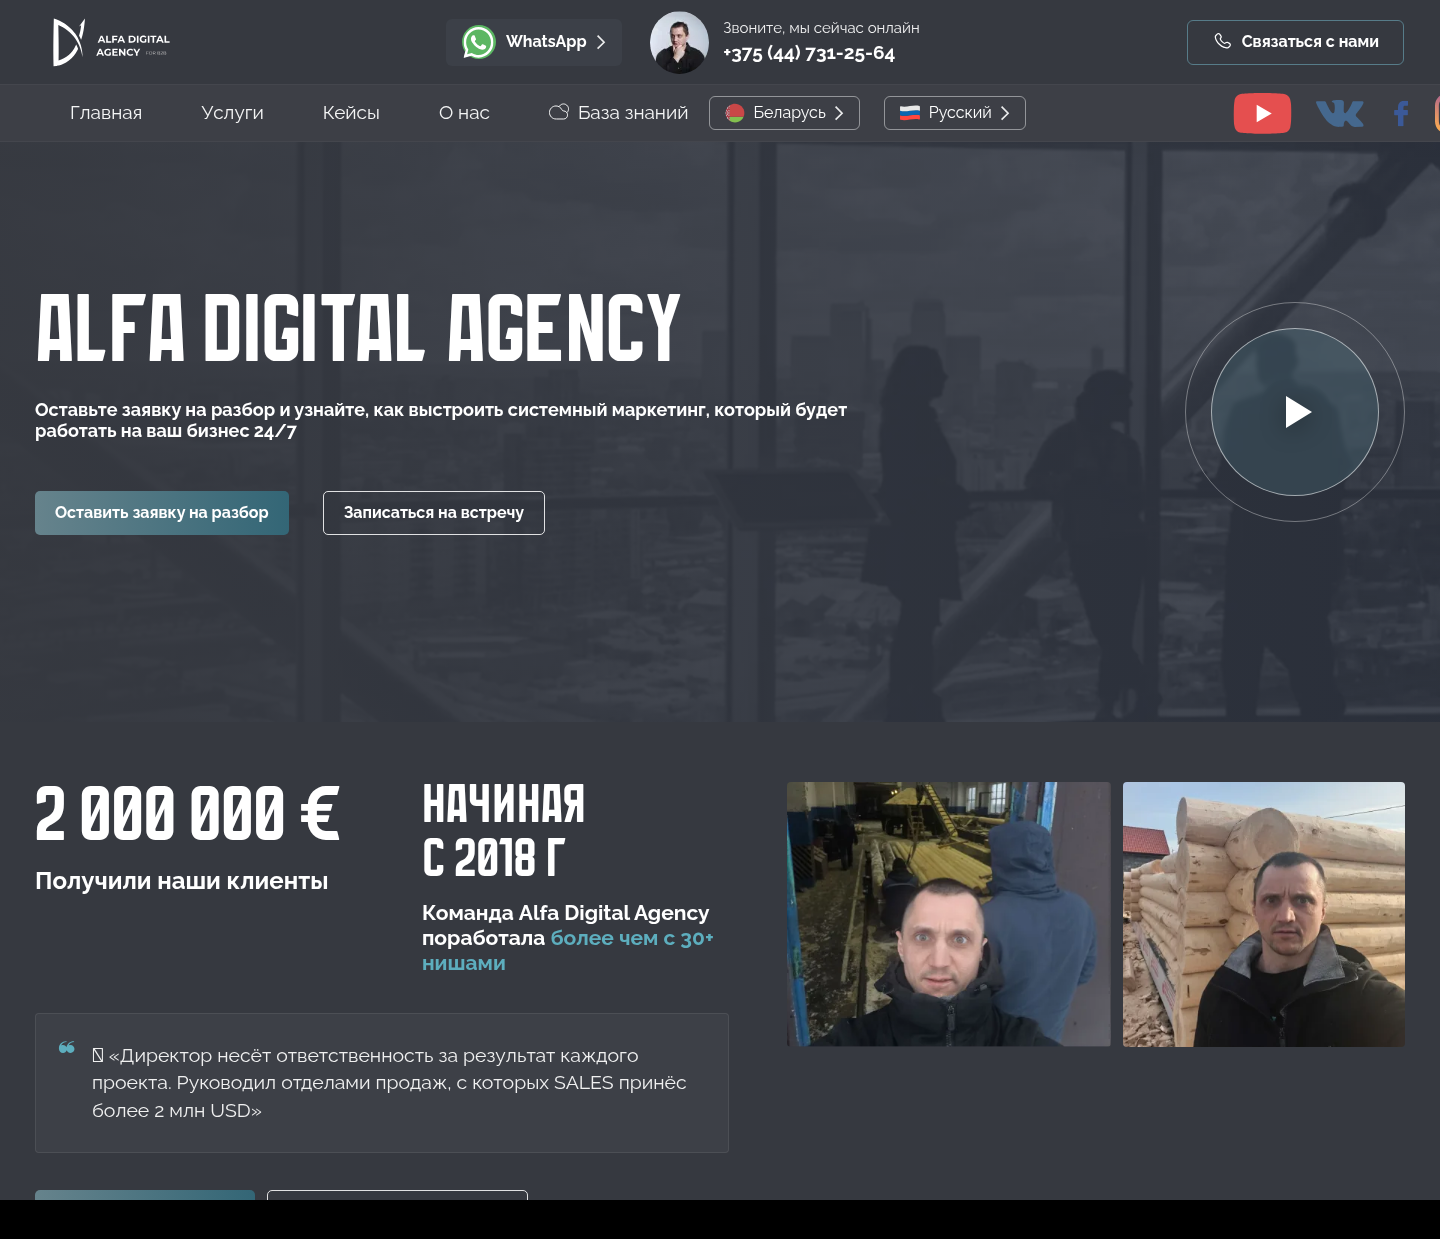 ALFA DIGITAL
AGENCY FOR B2B
WhatsApp
Звоните, мы сейчас онлайн
+375 (44) 731-25-64
Связаться с нами
Главная
Услуги
Кейсы
О нас
База знаний
Беларусь
Русский
ALFA DIGITAL AGENCY
Оставьте заявку на разбор и узнайте, как выстроить системный маркетинг, который будет
работать на ваш бизнес 24/7
Оставить заявку на разбор
Записаться на встречу
2 000 000 €
Получили наши клиенты
НАЧИНАЯ
С 2018 Г
Команда Alfa Digital Agency
поработала более чем с 30+
нишами
«Директор несёт ответственность за результат каждого
проекта. Руководил отделами продаж, с которых SALES принёс
более 2 млн USD»